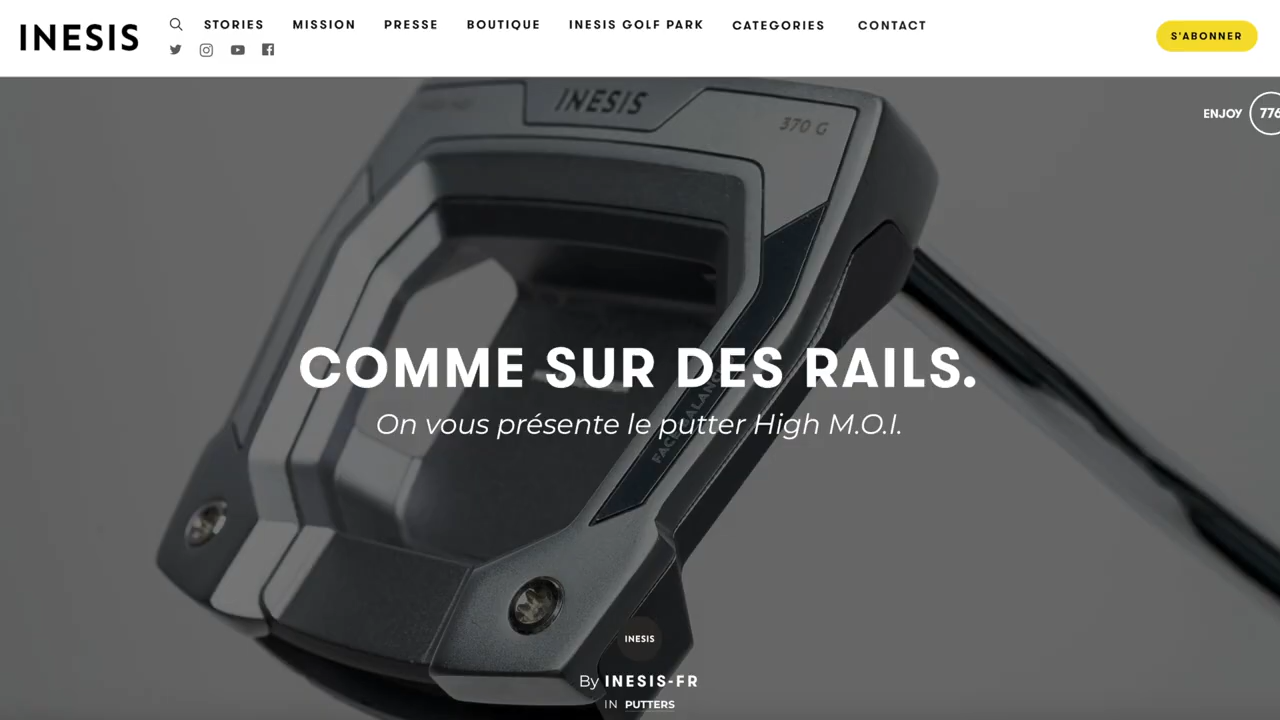 INESIS
STORIES MISSION PRESSE BOUTIQUE INESIS GOLF PARK CATEGORIES CONTACT
S'ABONNER
INESIS
370 G
ENJOY 776
COMME SUR DES RAILS.
On vous présente le putter High M.O.I.
INESIS
By INESIS-FR
IN PUTTERS